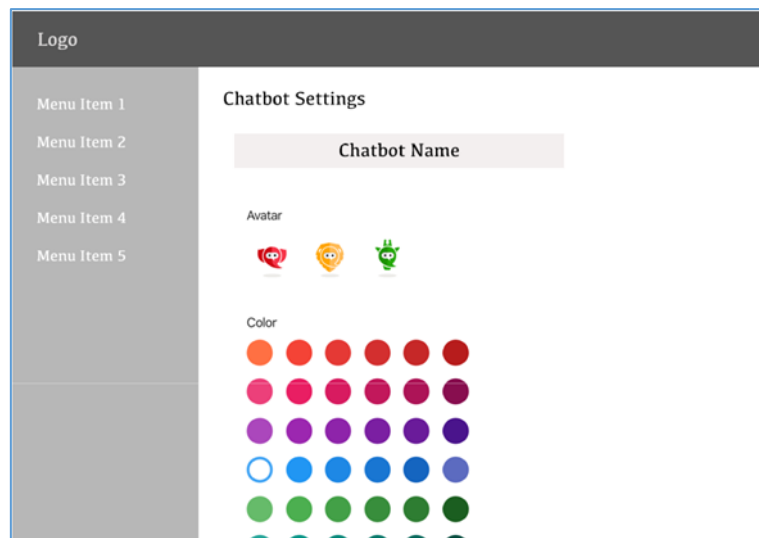 Logo
Menu Item 1
Menu Item 2
Menu Item 3
Menu Item 4
Menu Item 5
Chatbot Settings
Chatbot Name
Avatar
Color